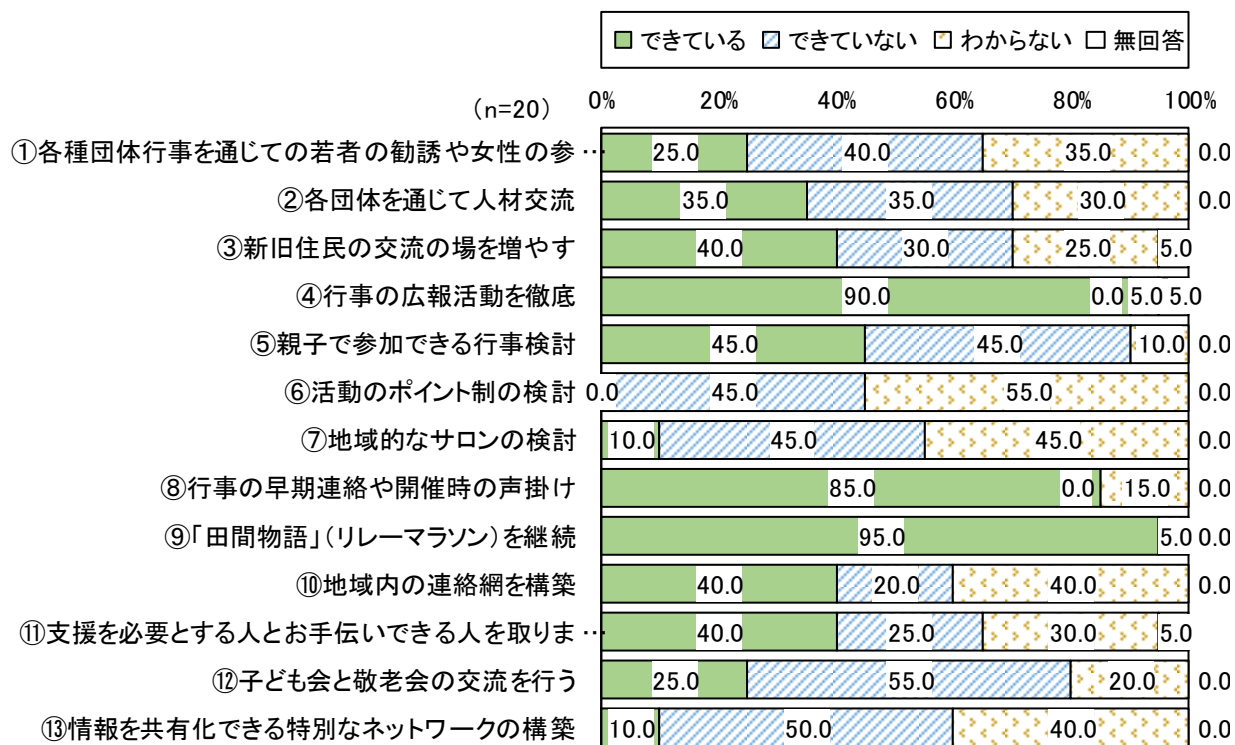 できている できていない わからない 無回答
(n=20) 0% 20% 40% 60% 80% 100%
①各種団体行事を通じての若者の勧誘や女性の参… 25.0 40.0 35.0 0.0
②各団体を通じて人材交流 35.0 35.0 30.0 0.0
③新旧住民の交流の場を増やす 40.0 30.0 25.0 5.0
④行事の広報活動を徹底 90.0 0.0 5.0 5.0
⑤親子で参加できる行事検討 45.0 45.0 10.0 0.0
⑥活動のポイント制の検討 0.0 45.0 55.0 0.0
⑦地域的なサロンの検討 10.0 45.0 45.0 0.0
⑧行事の早期連絡や開催時の声掛け 85.0 0.0 15.0 0.0
⑨「田間物語」(リレーマラソン)を継続 95.0 5.0 0.0
⑩地域内の連絡網を構築 40.0 20.0 40.0 0.0
⑪支援を必要とする人とお手伝いできる人を取りま… 40.0 25.0 30.0 5.0
⑫子ども会と敬老会の交流を行う 25.0 55.0 20.0 0.0
⑬情報を共有化できる特別なネットワークの構築 10.0 50.0 40.0 0.0